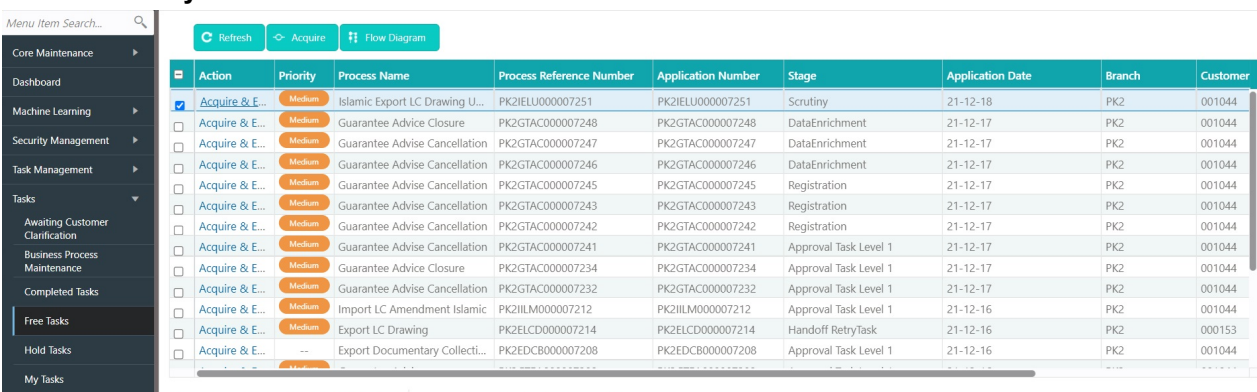 Menu Item Search...
Core Maintenance
Dashboard
Machine Learning
Security Management
Task Management
Tasks
Awaiting Customer
Clarification
Business Process
Maintenance
Completed Tasks
Free Tasks
Hold Tasks
My Tasks
Refresh Acquire Flow Diagram
Action Priority Process Name Process Reference Number Application Number Stage Application Date Branch Customer
Acquire & E... Medium Islamic Export LC Drawing U... PK2IELU000007251 PK2IELU000007251 Scrutiny 21-12-18 PK2 001044
Acquire & E... Medium Guarantee Advice Closure PK2GTAC000007248 PK2GTAC000007248 DataEnrichment 21-12-17 PK2 001044
Acquire & E... Medium Guarantee Advise Cancellation PK2GTAC000007247 PK2GTAC000007247 DataEnrichment 21-12-17 PK2 001044
Acquire & E... Medium Guarantee Advise Cancellation PK2GTAC000007246 PK2GTAC000007246 DataEnrichment 21-12-17 PK2 001044
Acquire & E... Medium Guarantee Advise Cancellation PK2GTAC000007245 PK2GTAC000007245 Registration 21-12-17 PK2 001044
Acquire & E... Medium Guarantee Advise Cancellation PK2GTAC000007243 PK2GTAC000007243 Registration 21-12-17 PK2 001044
Acquire & E... Medium Guarantee Advise Cancellation PK2GTAC000007242 PK2GTAC000007242 Registration 21-12-17 PK2 001044
Acquire & E... Medium Guarantee Advise Cancellation PK2GTAC000007241 PK2GTAC000007241 Approval Task Level 1 21-12-17 PK2 001044
Acquire & E... Medium Guarantee Advice Closure PK2GTAC000007234 PK2GTAC000007234 Approval Task Level 1 21-12-17 PK2 001044
Acquire & E... Medium Guarantee Advise Cancellation PK2GTAC000007232 PK2GTAC000007232 Approval Task Level 1 21-12-17 PK2 001044
Acquire & E... Medium Import LC Amendment Islamic PK2IILM000007212 PK2IILM000007212 Approval Task Level 1 21-12-16 PK2 001044
Acquire & E... Medium Export LC Drawing PK2ELCD000007214 PK2ELCD000007214 Handoff RetryTask 21-12-16 PK2 000153
Acquire & E... -- Export Documentary Collecti... PK2EDCB000007208 PK2EDCB000007208 Approval Task Level 1 21-12-16 PK2 001044